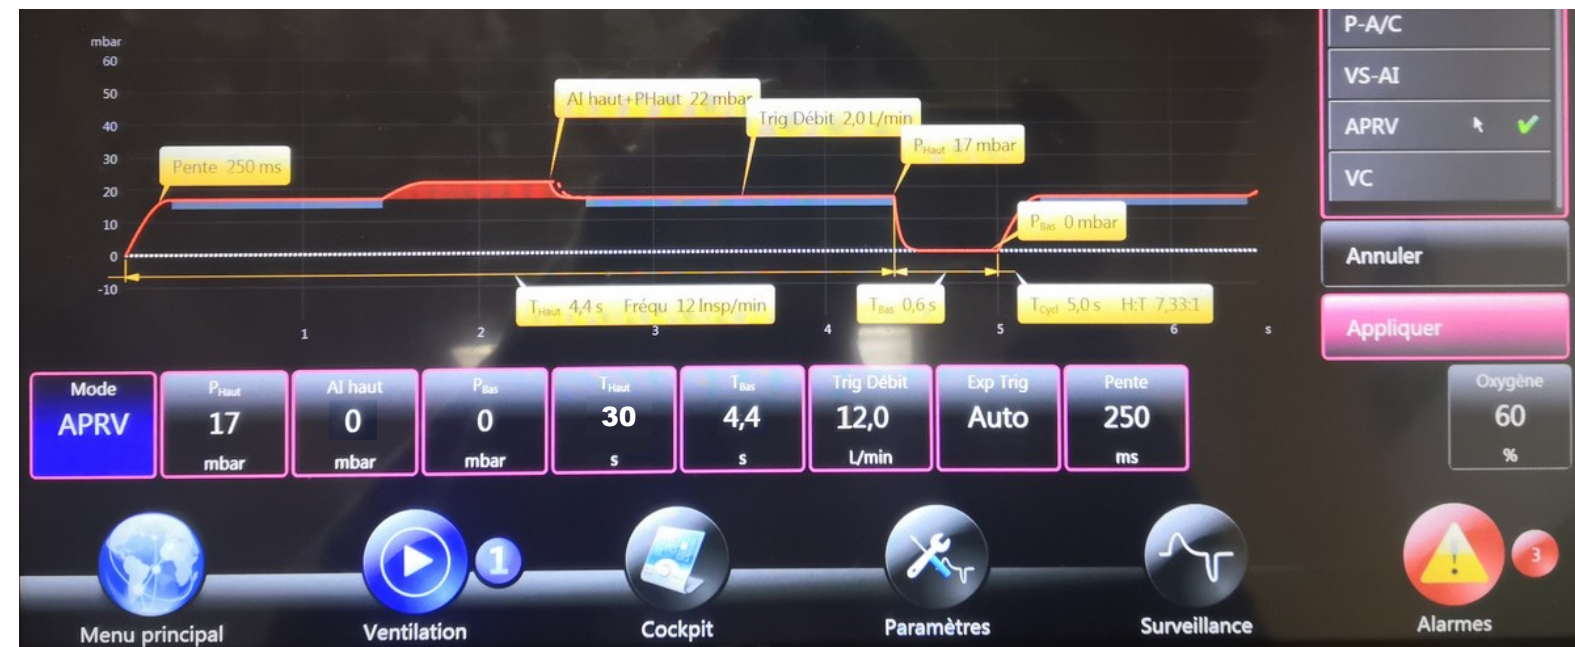 mbar
60
50
40
30
20
10
0
-10
AI haut+PHaut 22 mbar
Trig Débit 2,0 L/min
PHaut 17 mbar
Pente 250 ms
PBas 0 mbar
THaut 4,4 s Fréqu 12 Insp/min
TBas 0,6 s
TCycl 5,0 s H:T 7,33:1
1 2 3 4 5 6 s
P-A/C
VS-AI
APRV
VC
Annuler
Appliquer
Mode
APRV
PHaut
17
mbar
AI haut
0
mbar
PBas
0
mbar
THaut
30
s
TBas
4,4
s
Trig Débit
12,0
L/min
Exp Trig
Auto
Pente
250
ms
Oxygène
60
%
1
3
Menu principal
Ventilation
Cockpit
Paramètres
Surveillance
Alarmes